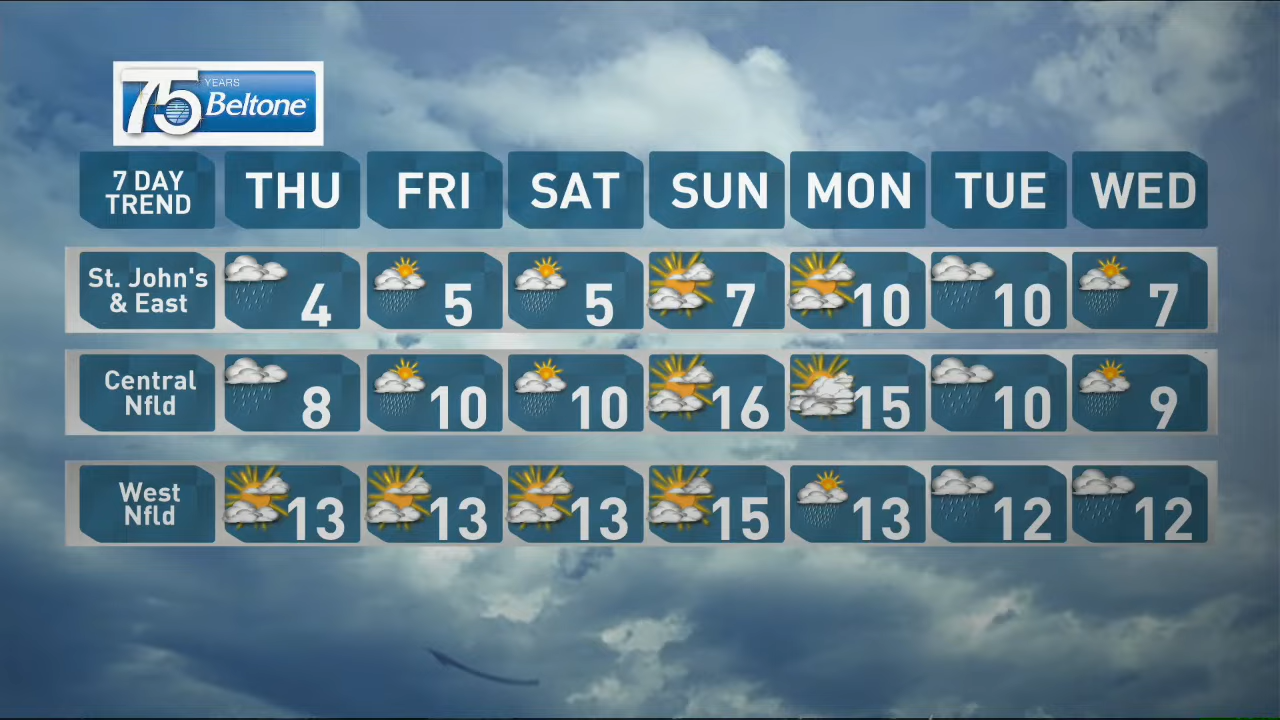 75 YEARS
Beltone
7 DAY
TREND
THU FRI SAT SUN MON TUE WED
St. John's
& East
4 5 5 7 10 10 7
Central
Nfld
8 10 10 16 15 10 9
West
Nfld
13 13 13 15 13 12 12